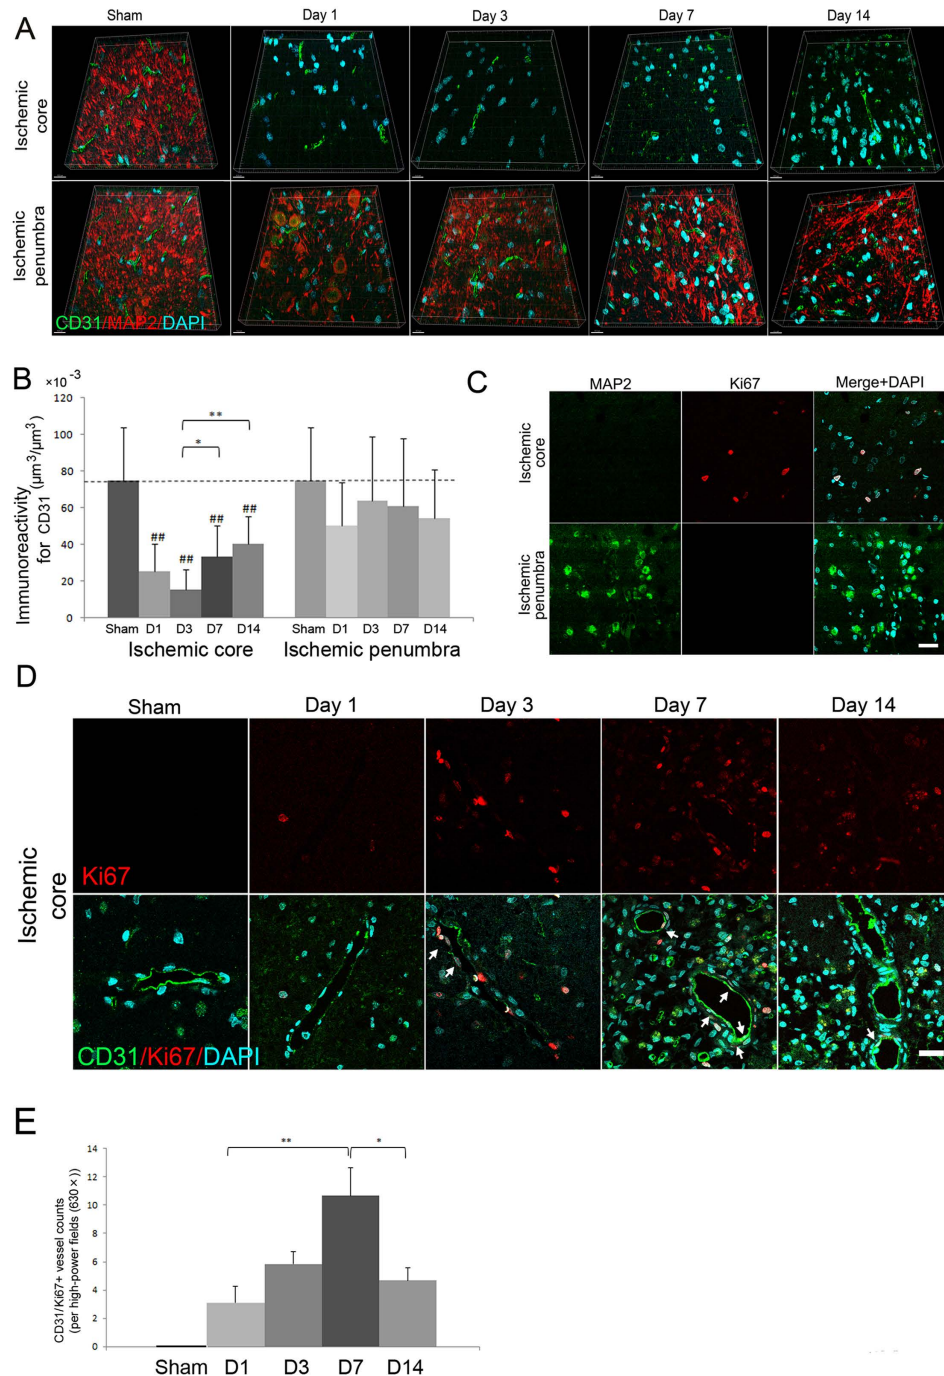 A
Sham
Day 1
Day 3
Day 7
Day 14
Ischemic
core
Ischemic
penumbra
CD31/MAP2/DAPI
B
×10⁻³
Immunoreactivity
for CD31 (μm³/μm³)
120
100
80
60
40
20
0
**
*
##
##
##
##
Sham D1 D3 D7 D14
Sham D1 D3 D7 D14
Ischemic core
Ischemic penumbra
C
MAP2
Ki67
Merge+DAPI
Ischemic
core
Ischemic
penumbra
D
Sham
Day 1
Day 3
Day 7
Day 14
Ischemic
core
Ki67
CD31/Ki67/DAPI
E
CD31/Ki67+ vessel counts
(per high-power fields (630×))
14
12
10
8
6
4
2
0
**
*
Sham D1 D3 D7 D14